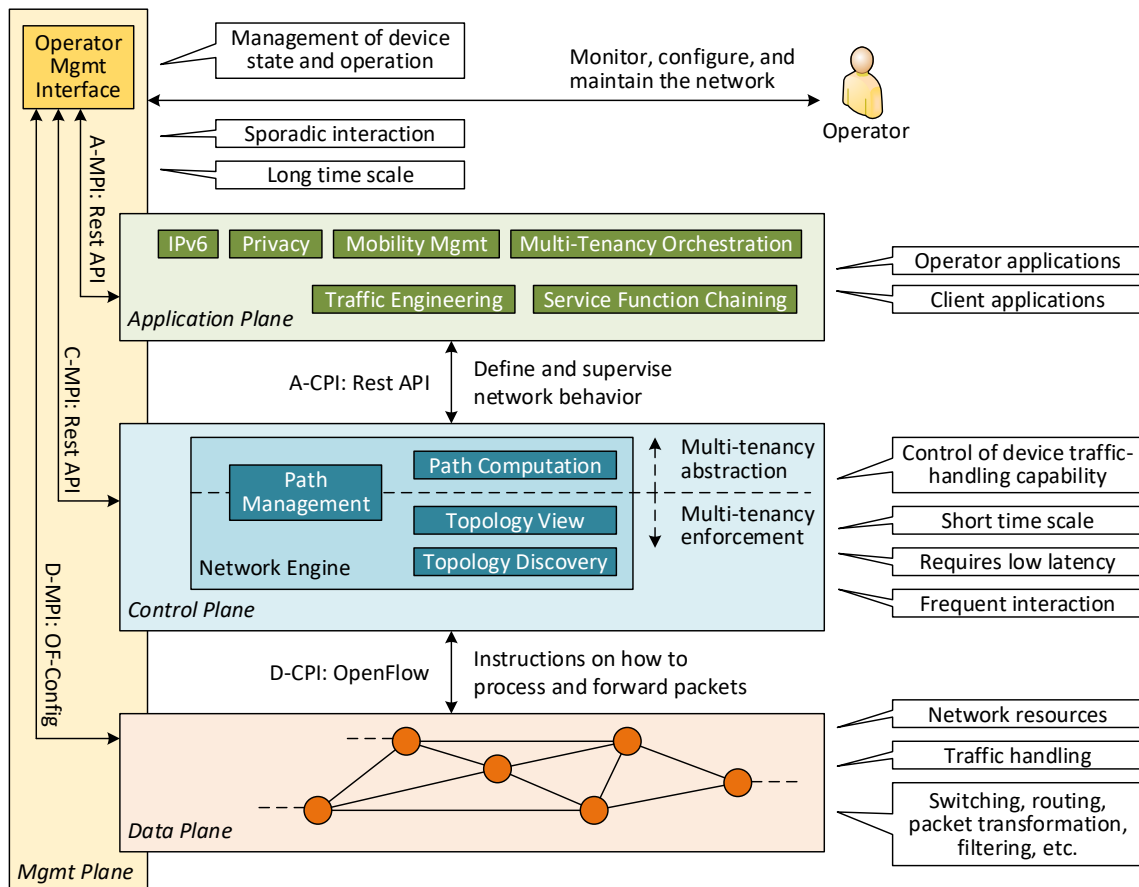 Operator
Mgmt
Interface
Management of device
state and operation
Monitor, configure, and
maintain the network
Operator
Sporadic interaction
Long time scale
A-MPI: Rest API
C-MPI: Rest API
D-MPI: OF-Config
IPv6
Privacy
Mobility Mgmt
Multi-Tenancy Orchestration
Traffic Engineering
Service Function Chaining
Application Plane
Operator applications
Client applications
A-CPI: Rest API
Define and supervise
network behavior
Path
Management
Path Computation
Topology View
Topology Discovery
Network Engine
Multi-tenancy
abstraction
Multi-tenancy
enforcement
Control Plane
Control of device traffic-
handling capability
Short time scale
Requires low latency
Frequent interaction
D-CPI: OpenFlow
Instructions on how to
process and forward packets
Data Plane
Network resources
Traffic handling
Switching, routing,
packet transformation,
filtering, etc.
Mgmt Plane